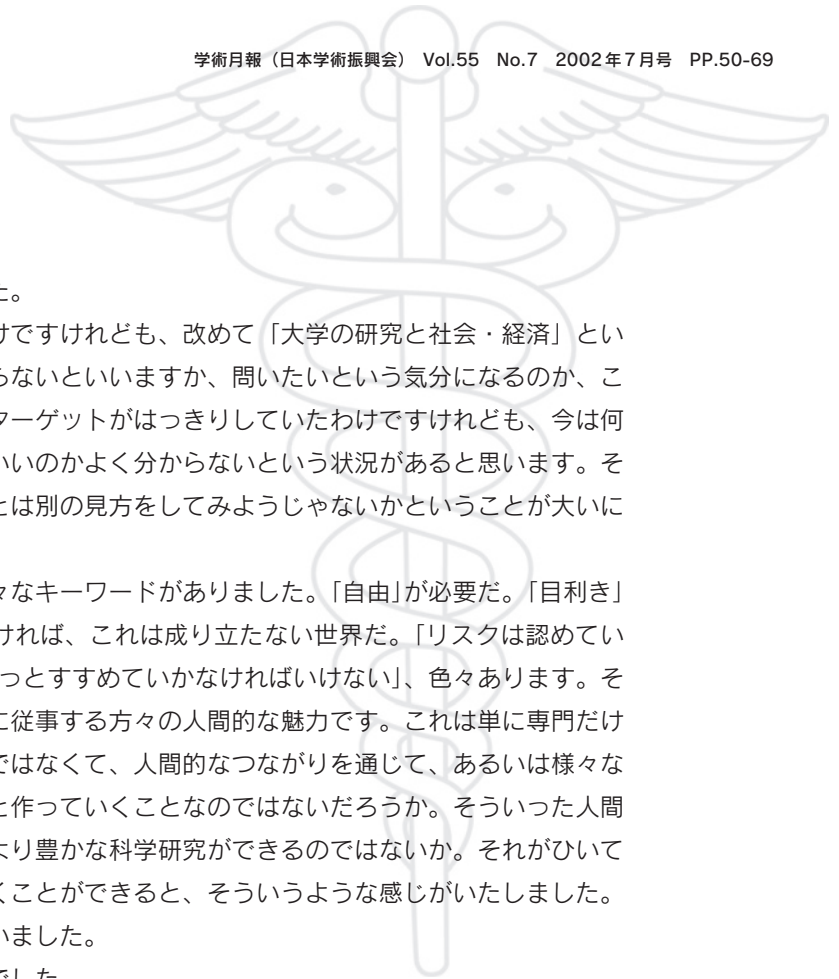 学術月報（日本学術振興会） Vol.55 No.7 2002年7月号 PP.50-69
た。
けですけれども、改めて「大学の研究と社会・経済」とい
らないといいますか、問いたいという気分になるのか、こ
ターゲットがはっきりしていたわけですけれども、今は何
いいのかよく分からないという状況があると思います。そ
とは別の見方をしてみようじゃないかということが大いに
々なキーワードがありました。「自由」が必要だ。「目利き」
ければ、これは成り立たない世界だ。「リスクは認めてい
っとすすめていかなければいけない」、色々あります。そ
に従事する方々の人間的な魅力です。これは単に専門だけ
ではなくて、人間的なつながりを通じて、あるいは様々な
と作っていくことなのではないだろうか。そういった人間
より豊かな科学研究ができるのではないか。それがひいて
くことができると、そういうような感じがいたしました。
いました。
でした。